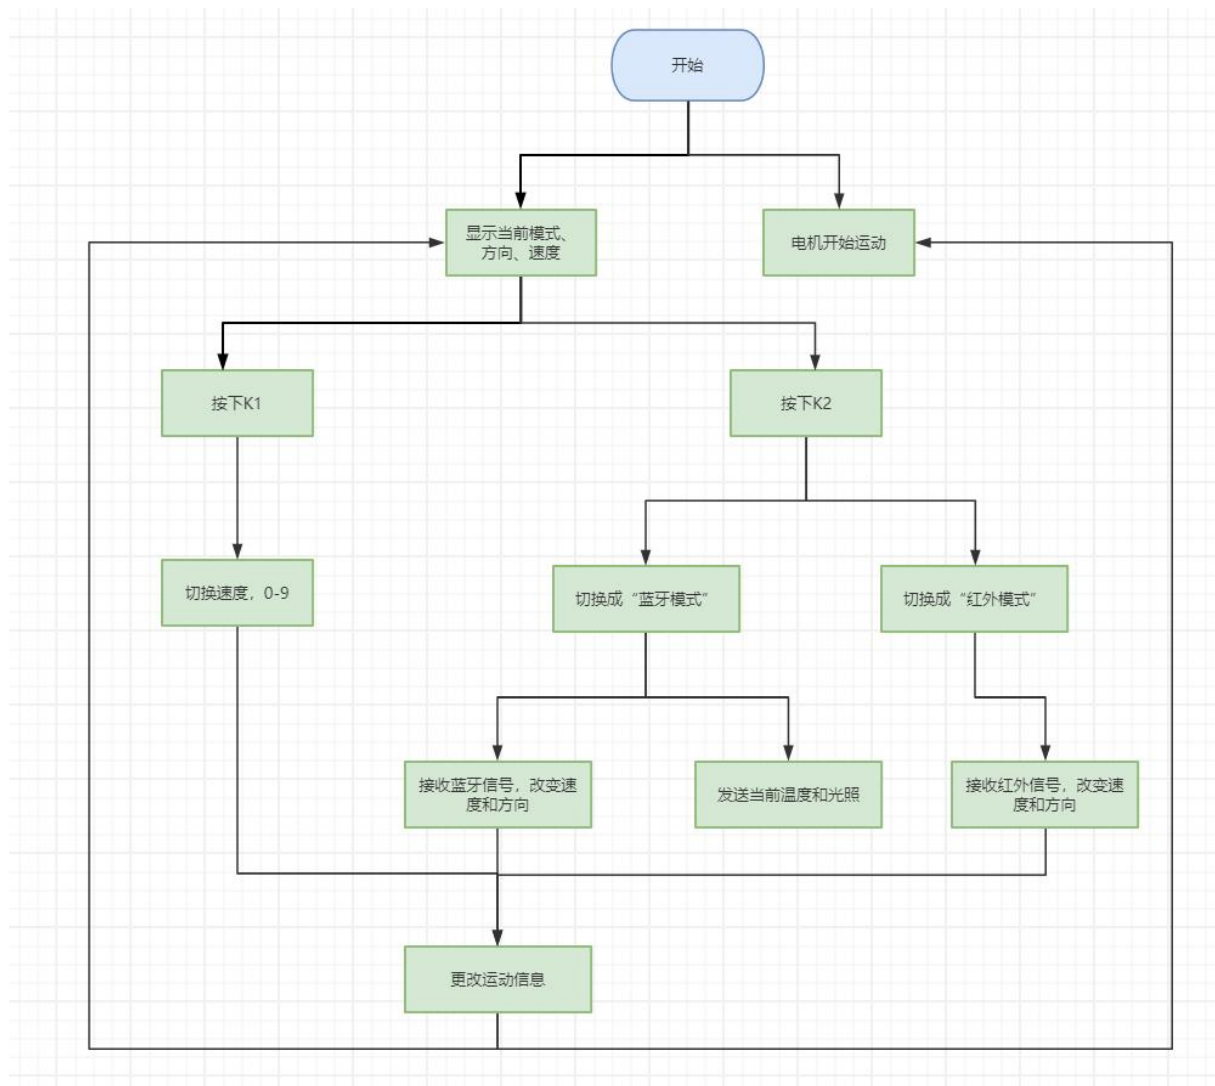 开始
显示当前模式、
方向、速度
电机开始运动
按下K1
按下K2
切换速度，0-9
切换成“蓝牙模式”
切换成“红外模式”
接收蓝牙信号，改变速
度和方向
发送当前温度和光照
接收红外信号，改变速
度和方向
更改运动信息